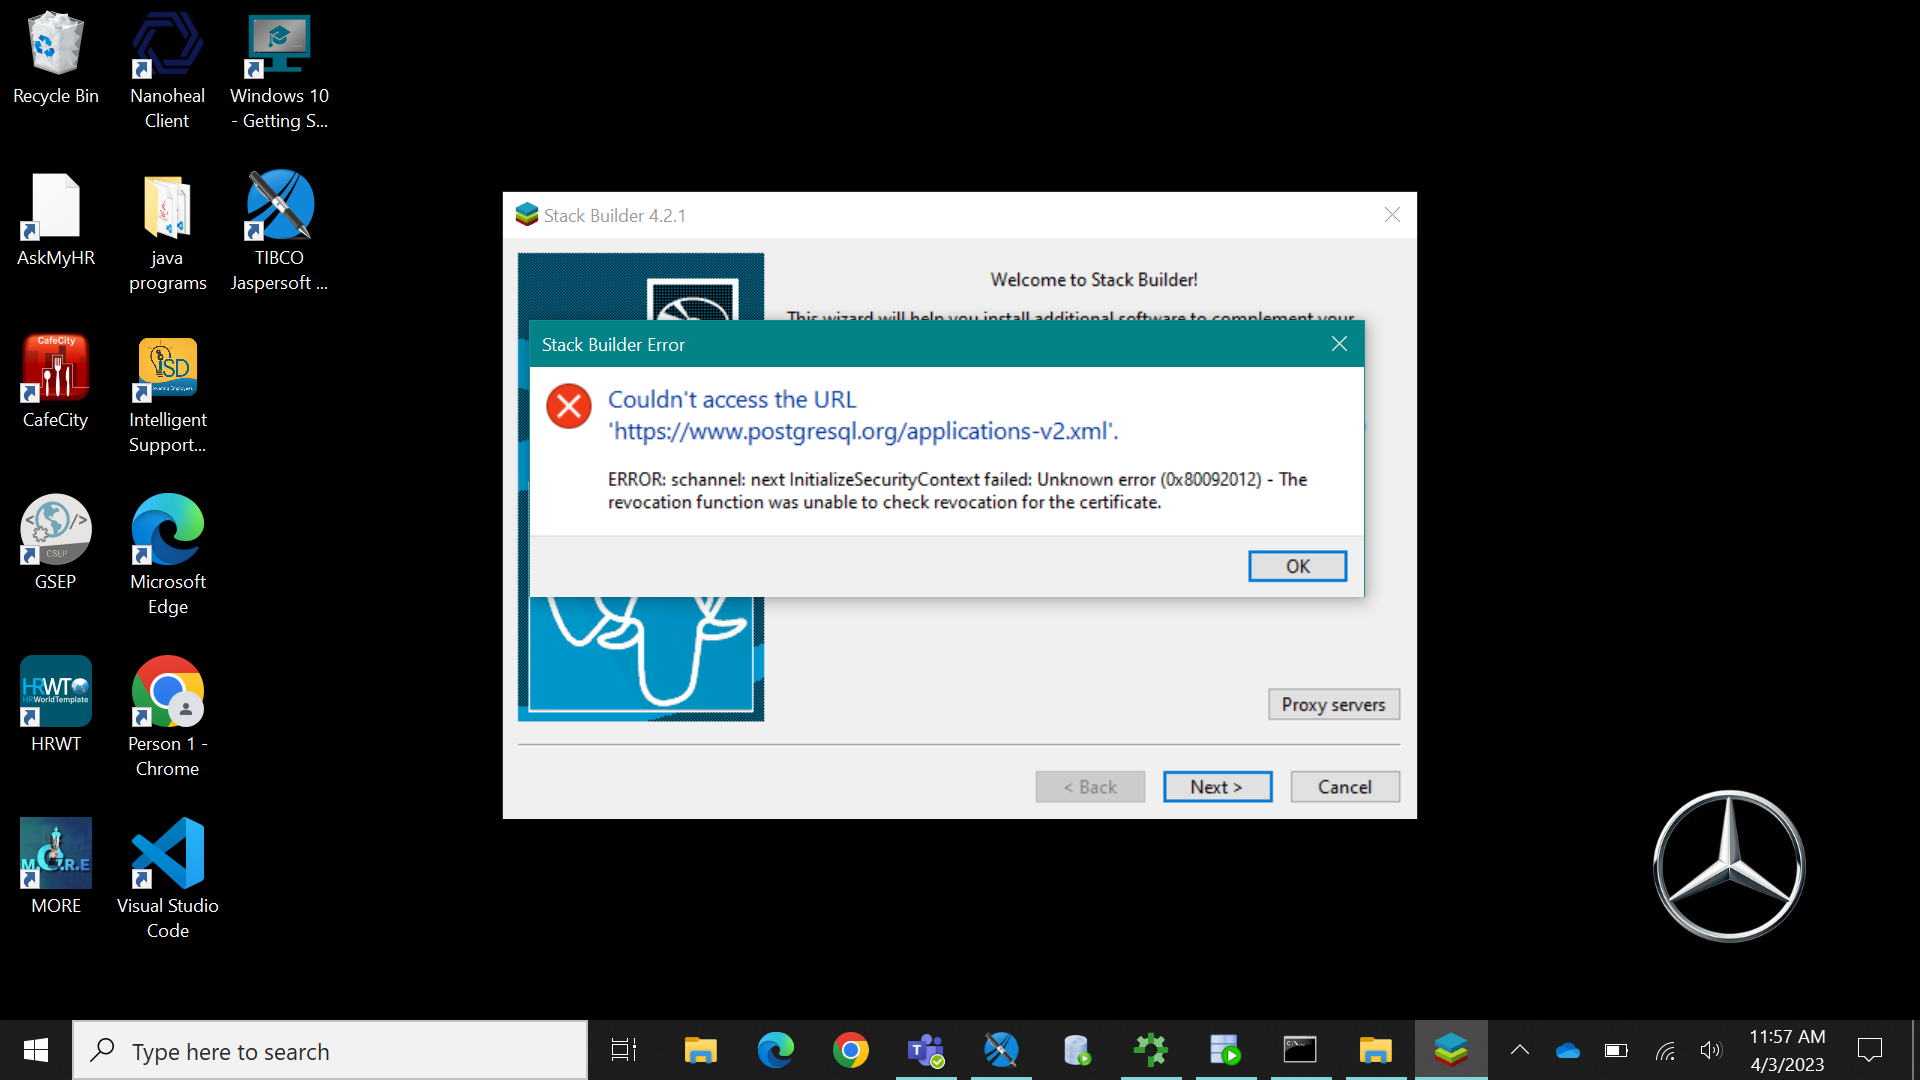 Recycle Bin
Nanoheal
Client
Windows 10
- Getting S...
AskMyHR
java
programs
TIBCO
Jaspersoft ...
CafeCity
CafeCity
iSD
Intelligent
Support...
</>
GSEP
GSEP
Microsoft
Edge
HRWT
HRWorldTemplate
HRWT
Person 1 -
Chrome
M.O.R.E
MORE
Visual Studio
Code
Stack Builder 4.2.1
Welcome to Stack Builder!
This wizard will help you install additional software to complement your
Stack Builder Error
Couldn't access the URL
'https://www.postgresql.org/applications-v2.xml'.
ERROR: schannel: next InitializeSecurityContext failed: Unknown error (0x80092012) - The
revocation function was unable to check revocation for the certificate.
OK
Proxy servers
< Back
Next >
Cancel
Type here to search
11:57 AM
4/3/2023